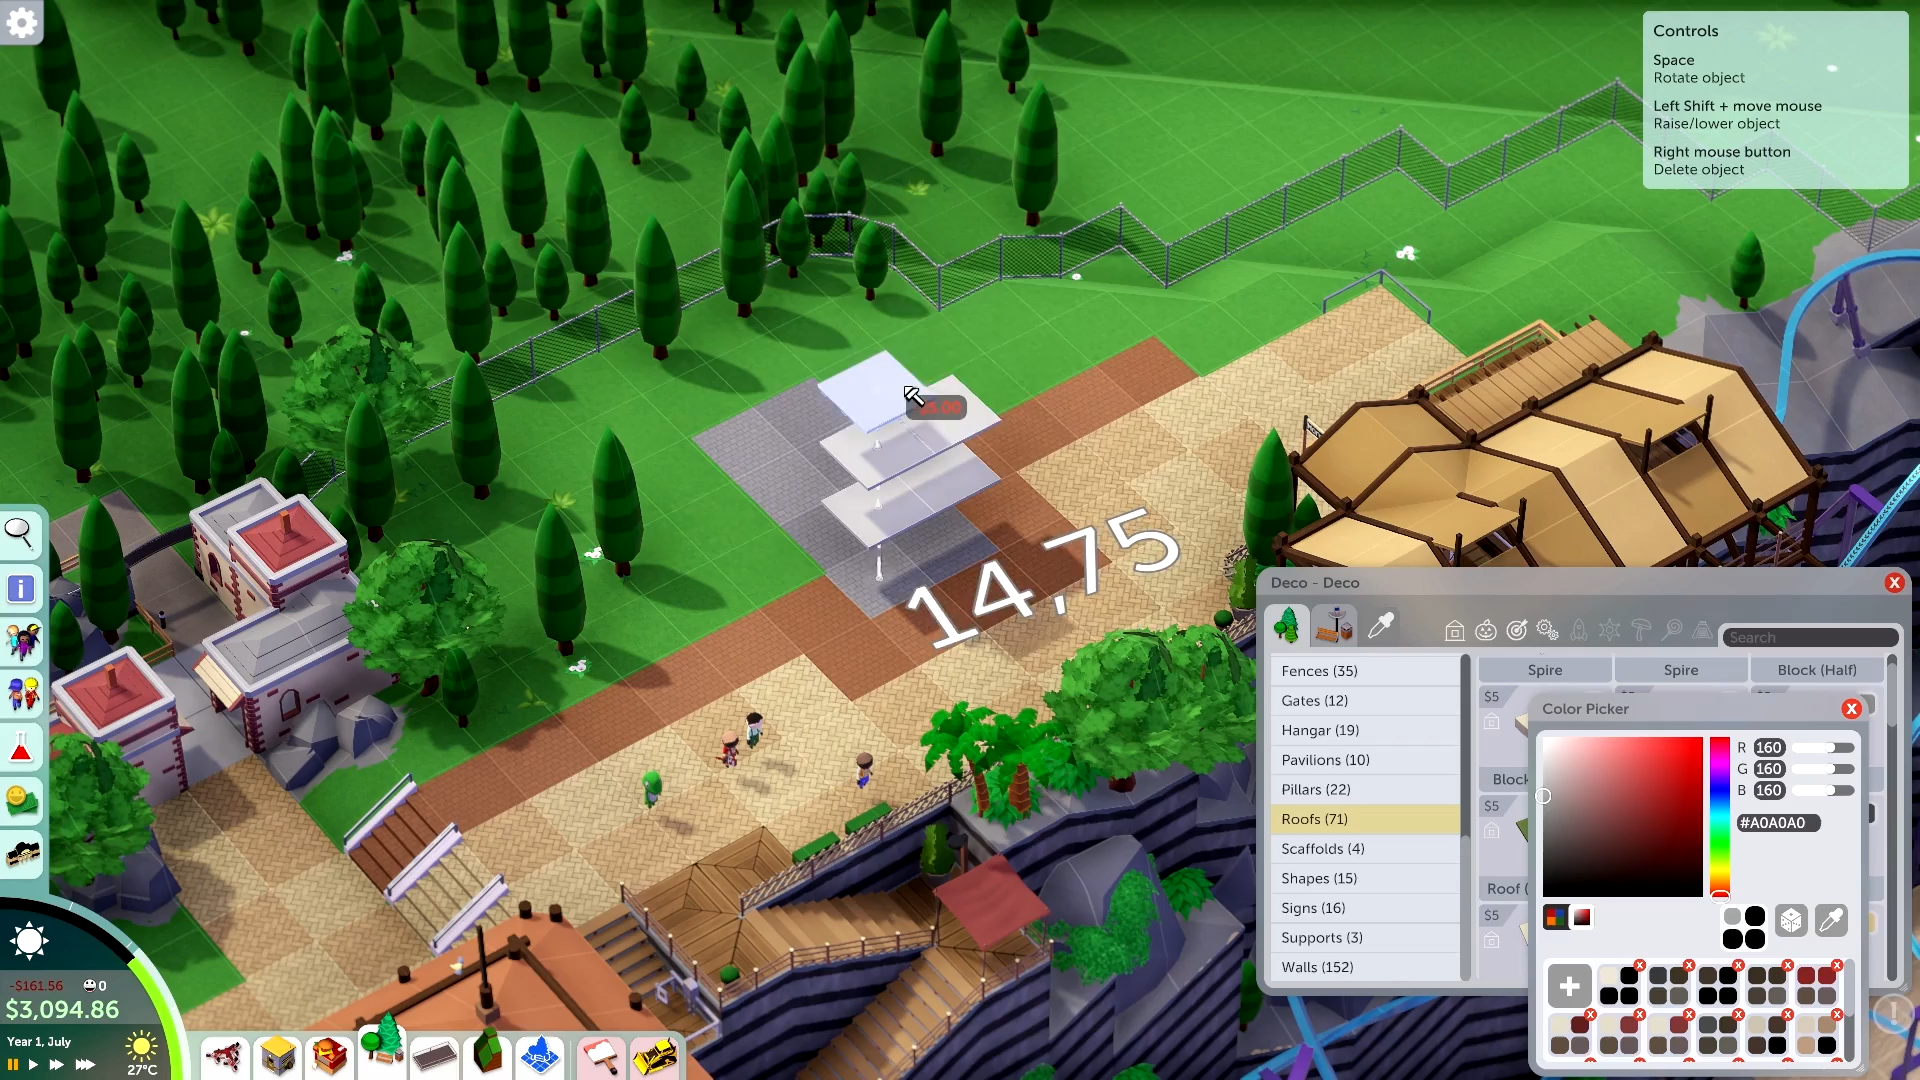 Controls
Space
Rotate object
Left Shift + move mouse
Raise/lower object
Right mouse button
Delete object
14,75
Deco - Deco
Search
Fences (35)
Gates (12)
Hangar (19)
Pavilions (10)
Pillars (22)
Roofs (71)
Scaffolds (4)
Shapes (15)
Signs (16)
Supports (3)
Walls (152)
Spire
Spire
Block (Half)
$5
Block
$5
Roof (
$5
Color Picker
R 160
G 160
B 160
#A0A0A0
-$161.56
0
$3,094.86
Year 1, July
27°C